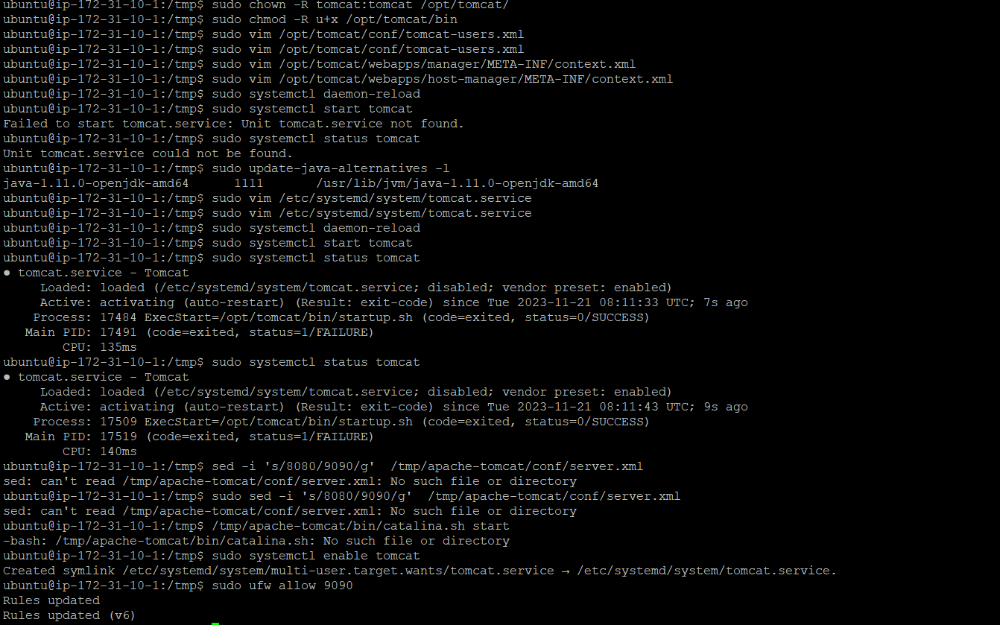 ubuntu@ip-172-31-10-1:/tmp$ sudo chown -R tomcat:tomcat /opt/tomcat/
ubuntu@ip-172-31-10-1:/tmp$ sudo chmod -R u+x /opt/tomcat/bin
ubuntu@ip-172-31-10-1:/tmp$ sudo vim /opt/tomcat/conf/tomcat-users.xml
ubuntu@ip-172-31-10-1:/tmp$ sudo vim /opt/tomcat/conf/tomcat-users.xml
ubuntu@ip-172-31-10-1:/tmp$ sudo vim /opt/tomcat/webapps/manager/META-INF/context.xml
ubuntu@ip-172-31-10-1:/tmp$ sudo vim /opt/tomcat/webapps/host-manager/META-INF/context.xml
ubuntu@ip-172-31-10-1:/tmp$ sudo systemctl daemon-reload
ubuntu@ip-172-31-10-1:/tmp$ sudo systemctl start tomcat
Failed to start tomcat.service: Unit tomcat.service not found.
ubuntu@ip-172-31-10-1:/tmp$ sudo systemctl status tomcat
Unit tomcat.service could not be found.
ubuntu@ip-172-31-10-1:/tmp$ sudo update-java-alternatives -l
java-1.11.0-openjdk-amd64      1111       /usr/lib/jvm/java-1.11.0-openjdk-amd64
ubuntu@ip-172-31-10-1:/tmp$ sudo vim /etc/systemd/system/tomcat.service
ubuntu@ip-172-31-10-1:/tmp$ sudo vim /etc/systemd/system/tomcat.service
ubuntu@ip-172-31-10-1:/tmp$ sudo systemctl daemon-reload
ubuntu@ip-172-31-10-1:/tmp$ sudo systemctl start tomcat
ubuntu@ip-172-31-10-1:/tmp$ sudo systemctl status tomcat
● tomcat.service - Tomcat
     Loaded: loaded (/etc/systemd/system/tomcat.service; disabled; vendor preset: enabled)
     Active: activating (auto-restart) (Result: exit-code) since Tue 2023-11-21 08:11:33 UTC; 7s ago
    Process: 17484 ExecStart=/opt/tomcat/bin/startup.sh (code=exited, status=0/SUCCESS)
   Main PID: 17491 (code=exited, status=1/FAILURE)
        CPU: 135ms
ubuntu@ip-172-31-10-1:/tmp$ sudo systemctl status tomcat
● tomcat.service - Tomcat
     Loaded: loaded (/etc/systemd/system/tomcat.service; disabled; vendor preset: enabled)
     Active: activating (auto-restart) (Result: exit-code) since Tue 2023-11-21 08:11:43 UTC; 9s ago
    Process: 17509 ExecStart=/opt/tomcat/bin/startup.sh (code=exited, status=0/SUCCESS)
   Main PID: 17519 (code=exited, status=1/FAILURE)
        CPU: 140ms
ubuntu@ip-172-31-10-1:/tmp$ sed -i 's/8080/9090/g'  /tmp/apache-tomcat/conf/server.xml
sed: can't read /tmp/apache-tomcat/conf/server.xml: No such file or directory
ubuntu@ip-172-31-10-1:/tmp$ sudo sed -i 's/8080/9090/g'  /tmp/apache-tomcat/conf/server.xml
sed: can't read /tmp/apache-tomcat/conf/server.xml: No such file or directory
ubuntu@ip-172-31-10-1:/tmp$ /tmp/apache-tomcat/bin/catalina.sh start
-bash: /tmp/apache-tomcat/bin/catalina.sh: No such file or directory
ubuntu@ip-172-31-10-1:/tmp$ sudo systemctl enable tomcat
Created symlink /etc/systemd/system/multi-user.target.wants/tomcat.service → /etc/systemd/system/tomcat.service.
ubuntu@ip-172-31-10-1:/tmp$ sudo ufw allow 9090
Rules updated
Rules updated (v6)